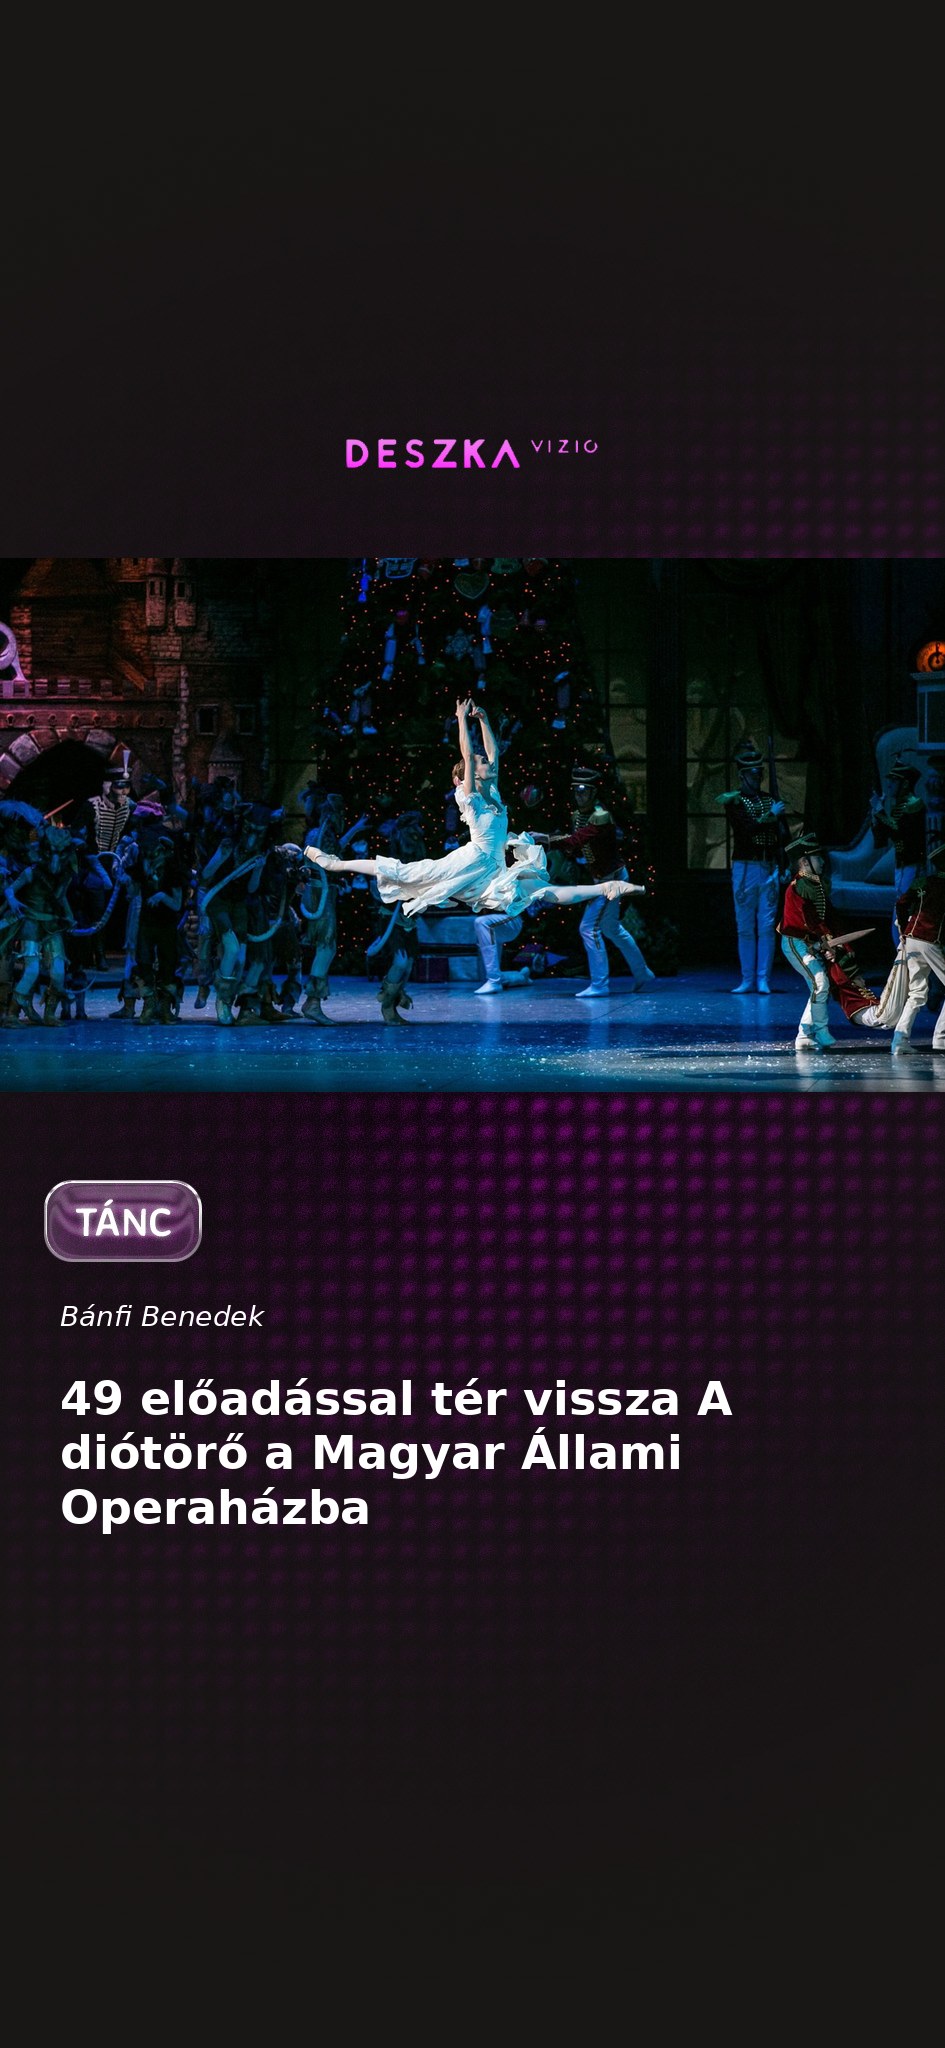 DESZKA VIZIO
TÁNC
Bánfi Benedek
49 előadással tér vissza A
diótörő a Magyar Állami
Operaházba